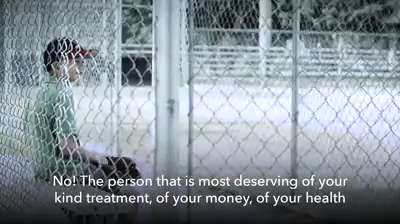 No! The person that is most deserving of your
kind treatment, of your money, of your health